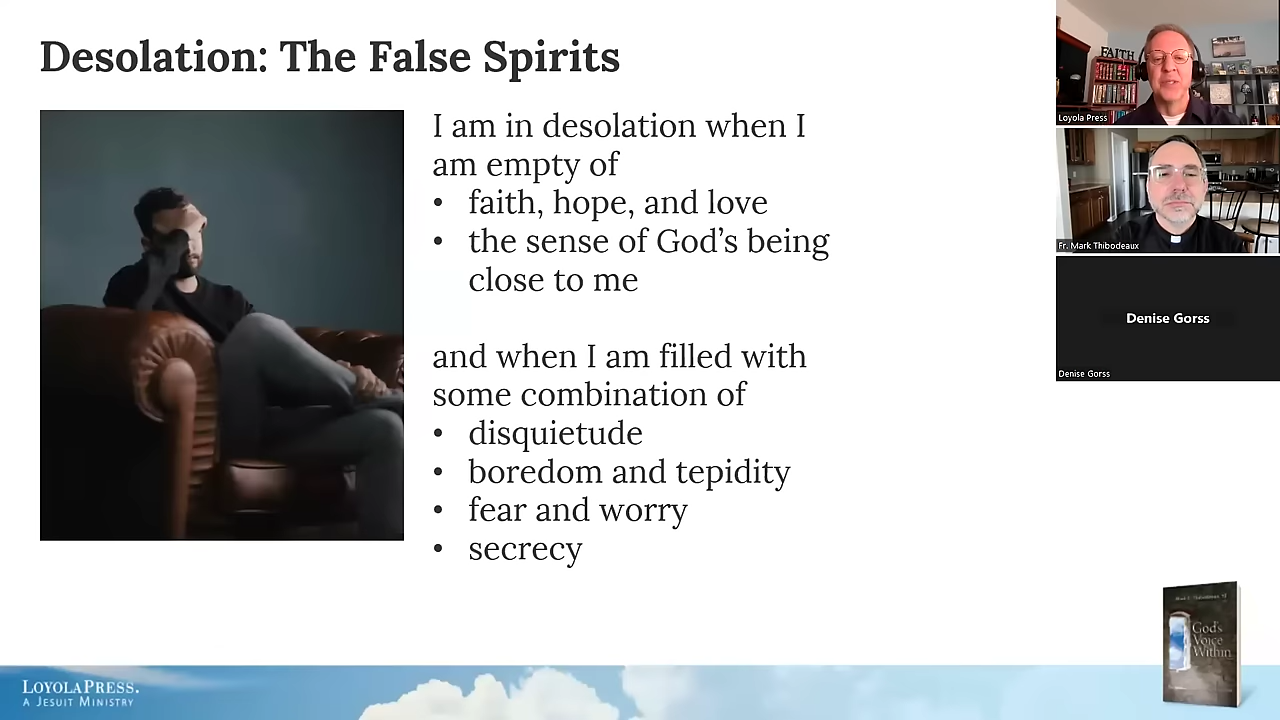 Desolation: The False Spirits
I am in desolation when I
am empty of
• faith, hope, and love
• the sense of God's being
close to me
and when I am filled with
some combination of
• disquietude
• boredom and tepidity
• fear and worry
• secrecy
FAITH
Loyola Press
Fr. Mark Thibodeaux
Denise Gorss
Denise Gorss
God's
Voice
Within
LOYOLA PRESS.
A JESUIT MINISTRY